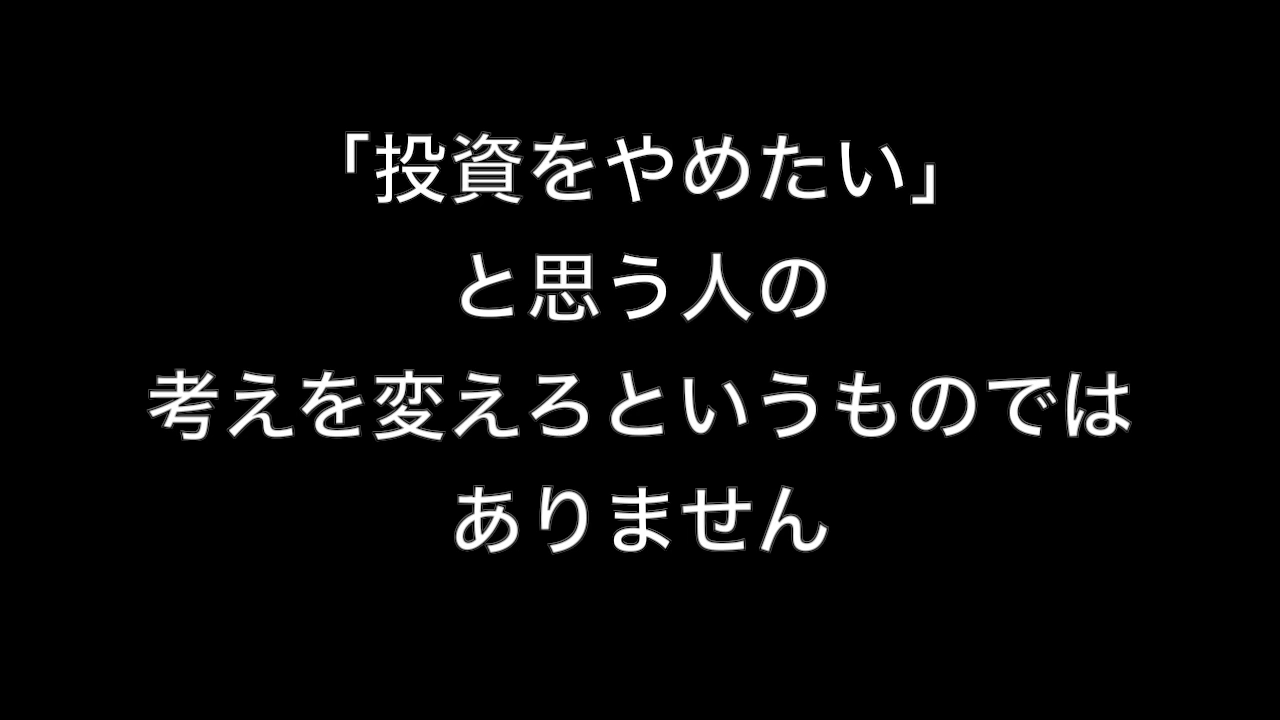 「投資をやめたい」
と思う人の
考えを変えろというものでは
ありません